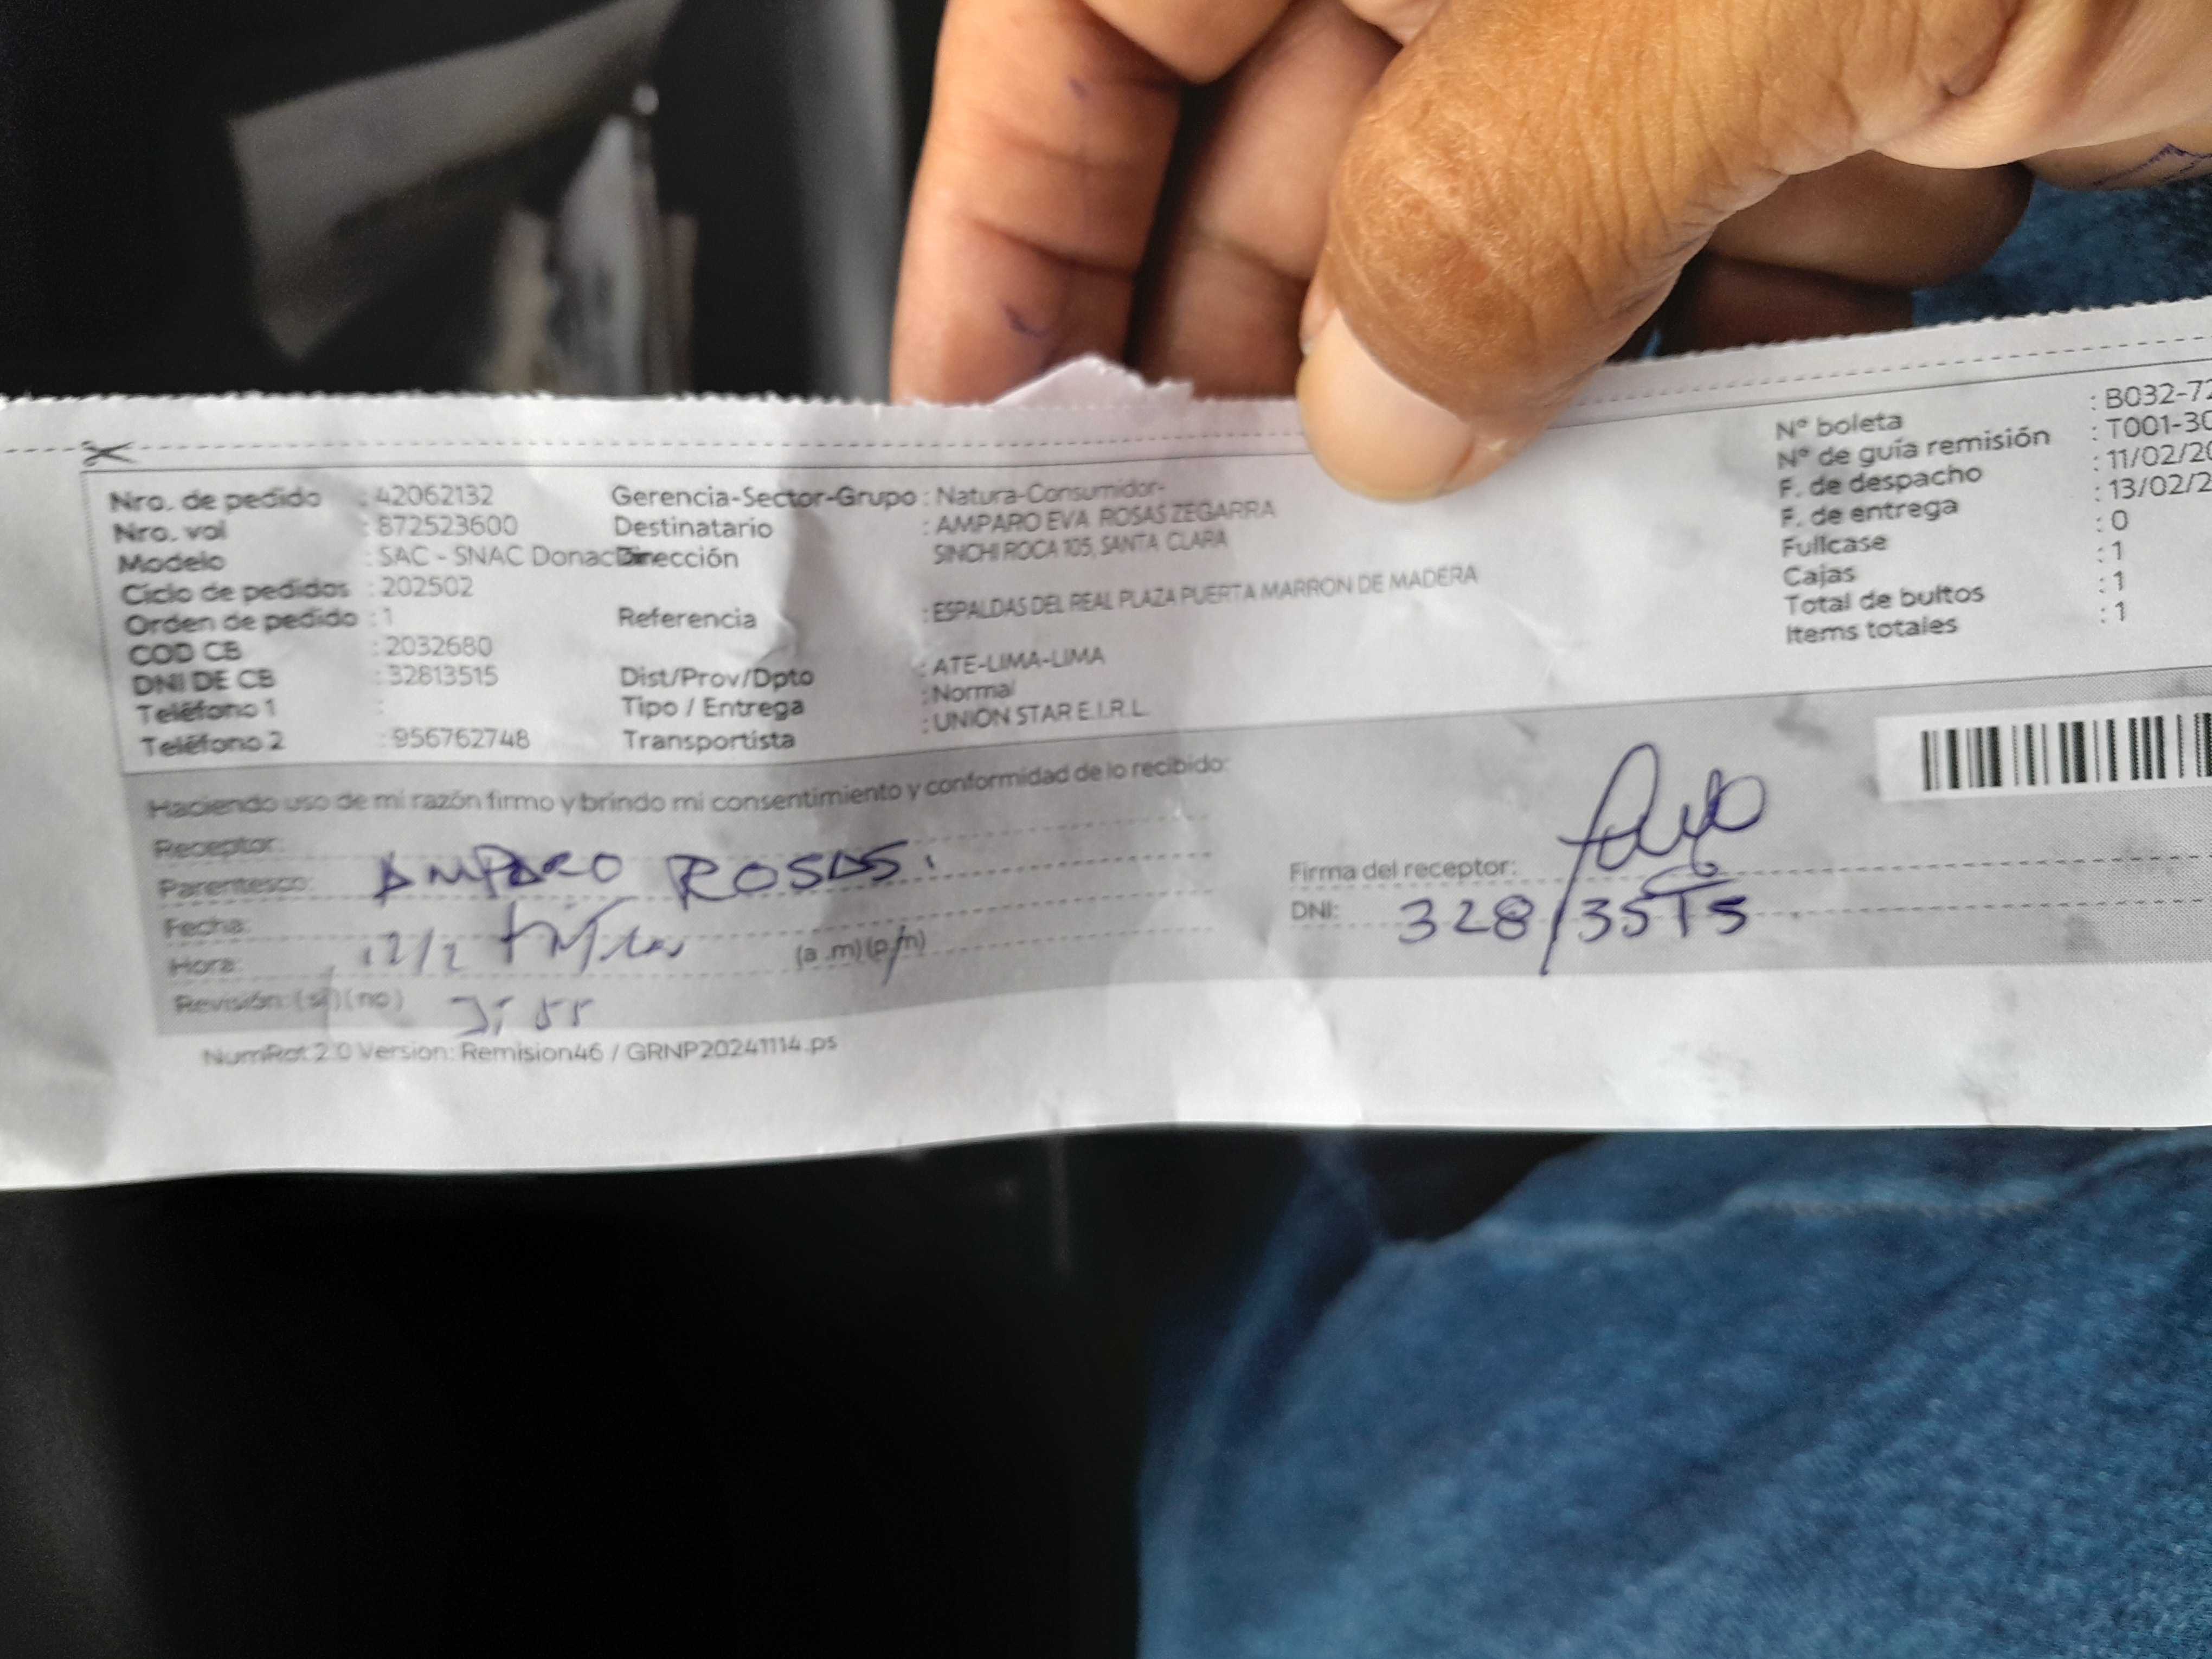 Nro. de pedido : 42062132
Nro. vol : 872523600
Modelo : SAC - SNAC Donac
Ciclo de pedidos : 202502
Orden de pedido : 1
COD CB : 2032680
DNI DE CB : 32813515
Teléfono 1 :
Teléfono 2 : 956762748
Gerencia-Sector-Grupo : Natura-Consumidor-
Destinatario : AMPARO EVA ROSAS ZEGARRA
Dirección SINCHI ROCA 105, SANTA CLARA
Referencia : ESPALDAS DEL REAL PLAZA PUERTA MARRON DE MADERA
Dist/Prov/Dpto : ATE-LIMA-LIMA
Tipo / Entrega : Normal
Transportista : UNION STAR E.I.R.L.
Nº boleta : B032-72
Nº de guía remisión : T001-30
F. de despacho : 11/02/20
F. de entrega : 13/02/2
Fullcase : 0
Cajas : 1
Total de bultos : 1
Items totales : 1
Haciendo uso de mi razón firmo y brindo mi consentimiento y conformidad de lo recibido:
Receptor:
Parentesco: AMPARO ROSAS.
Fecha: 12/2
Hora: (a .m) (p/m)
Revisión: (si) (no)
Firma del receptor:
DNI: 32813515
NumRot 2.0 Version: Remision46 / GRNP20241114.ps